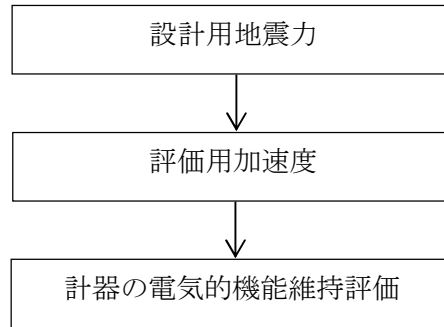 設計用地震力
評価用加速度
計器の電気的機能維持評価